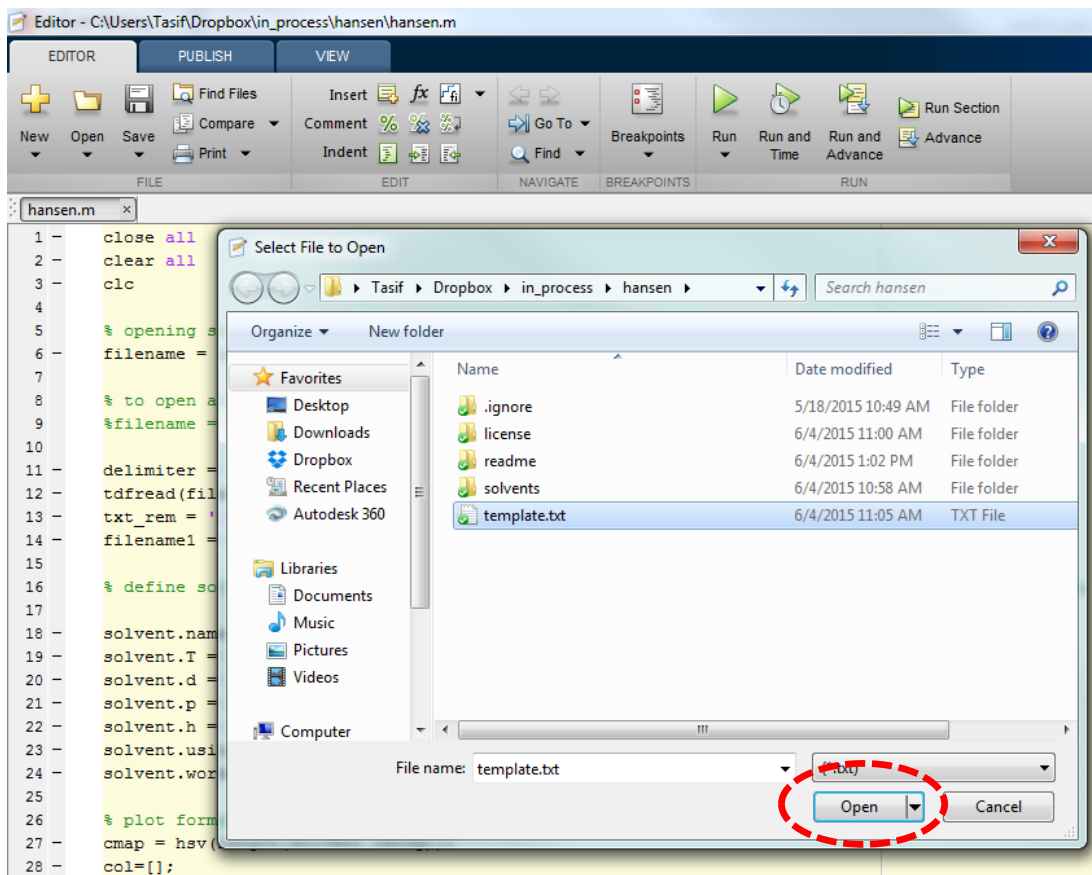 Editor - C:\Users\Tasif\Dropbox\in_process\hansen\hansen.m
EDITOR PUBLISH VIEW
New Open Save Find Files Compare Print
Insert fx
Comment
Indent
Go To
Find
Breakpoints
Run Run and Time Run and Advance Run Section Advance
FILE EDIT NAVIGATE BREAKPOINTS RUN
hansen.m ×
1 – close all
2 – clear all
3 – clc
4
5 % opening s
6 – filename =
7
8 % to open a
9 %filename =
10
11 – delimiter =
12 – tdfread(fil
13 – txt_rem = '
14 – filename1 =
15
16 % define so
17
18 – solvent.nam
19 – solvent.T =
20 – solvent.d =
21 – solvent.p =
22 – solvent.h =
23 – solvent.usi
24 – solvent.wor
25
26 % plot form
27 – cmap = hsv(
28 – col=[];
Select File to Open
Tasif Dropbox in_process hansen
Search hansen
Organize New folder
Favorites
Desktop
Downloads
Dropbox
Recent Places
Autodesk 360
Libraries
Documents
Music
Pictures
Videos
Computer
Name Date modified Type
.ignore 5/18/2015 10:49 AM File folder
license 6/4/2015 11:00 AM File folder
readme 6/4/2015 1:02 PM File folder
solvents 6/4/2015 10:58 AM File folder
template.txt 6/4/2015 11:05 AM TXT File
File name: template.txt (*.txt)
Open Cancel